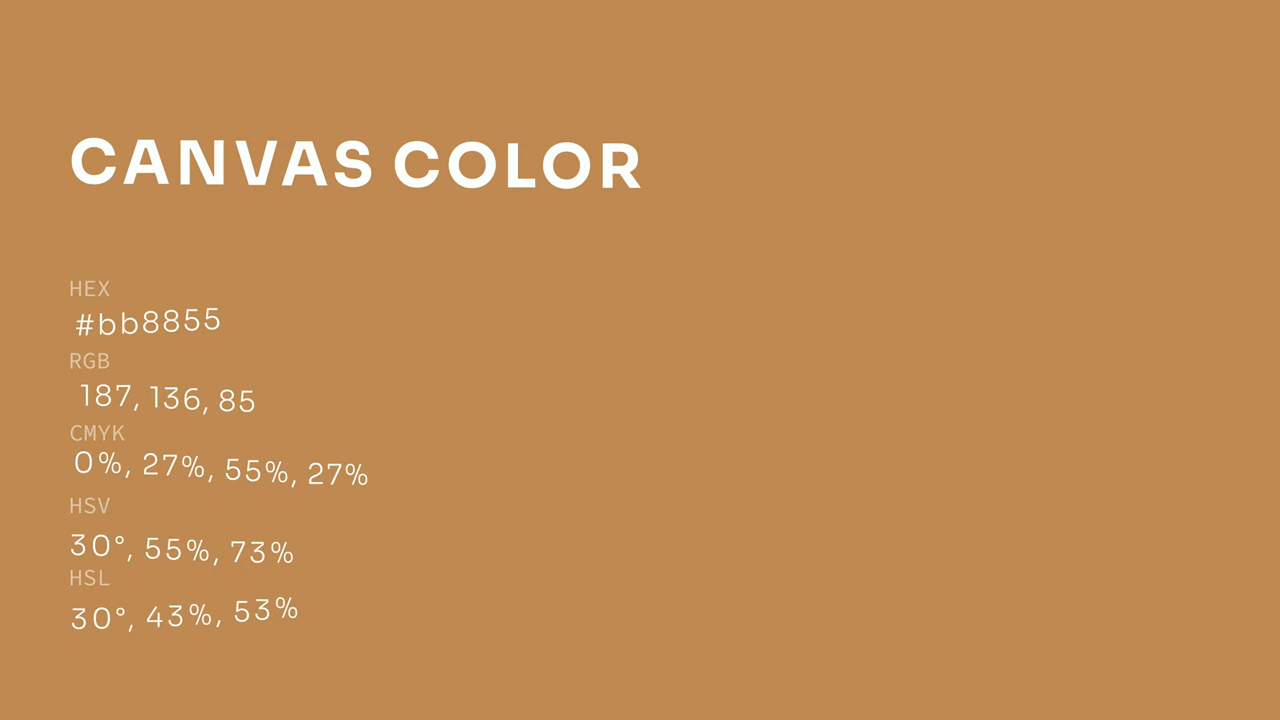 CANVAS COLOR
HEX
#bb8855
RGB
187, 136, 85
CMYK
0%, 27%, 55%, 27%
HSV
30°, 55%, 73%
HSL
30°, 43%, 53%